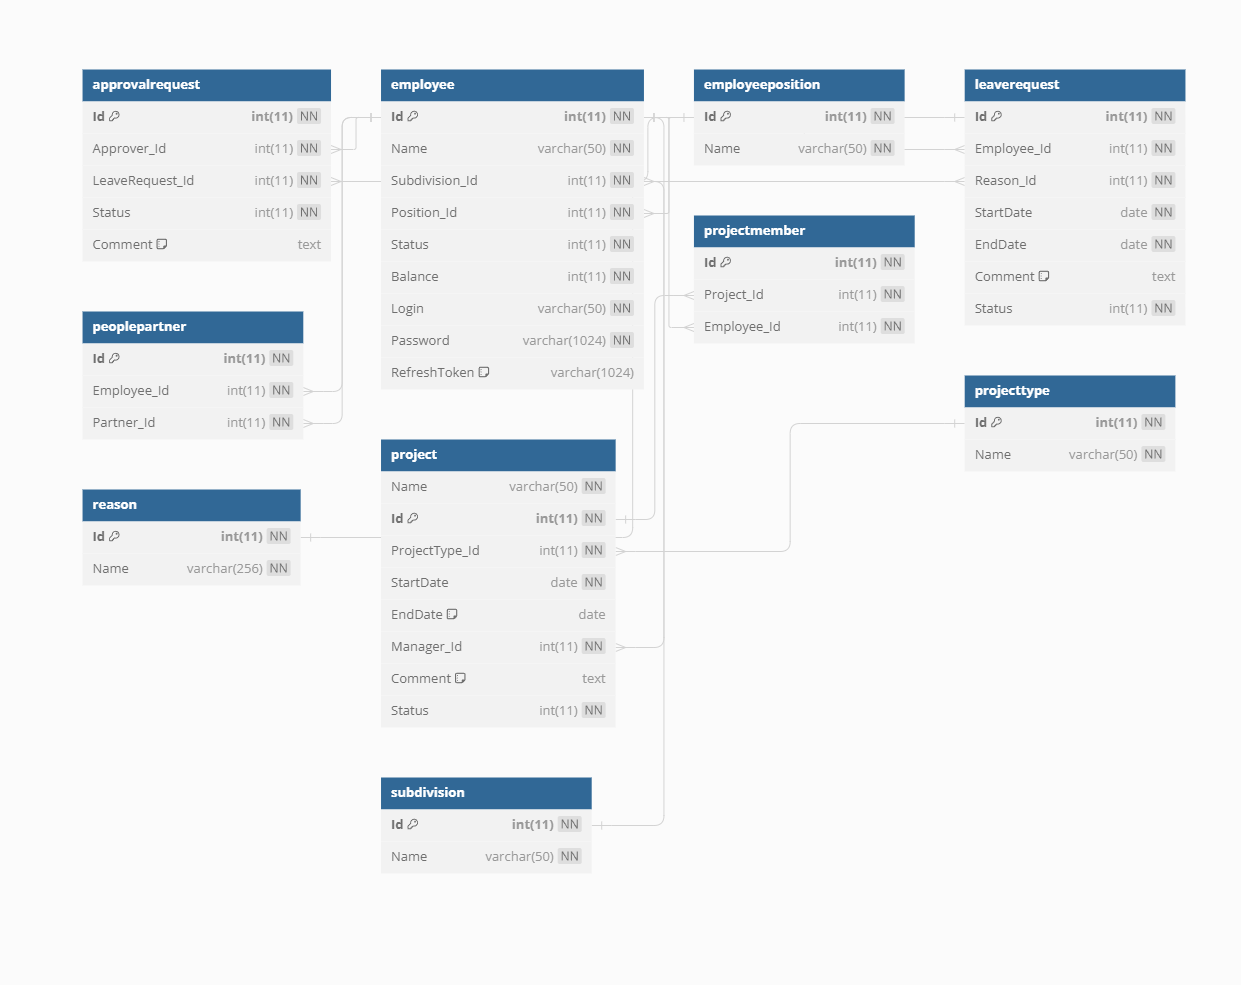 approvalrequest
Id int(11) NN
Approver_Id int(11) NN
LeaveRequest_Id int(11) NN
Status int(11) NN
Comment text
employee
Id int(11) NN
Name varchar(50) NN
Subdivision_Id int(11) NN
Position_Id int(11) NN
Status int(11) NN
Balance int(11) NN
Login varchar(50) NN
Password varchar(1024) NN
RefreshToken varchar(1024)
employeeposition
Id int(11) NN
Name varchar(50) NN
leaverequest
Id int(11) NN
Employee_Id int(11) NN
Reason_Id int(11) NN
StartDate date NN
EndDate date NN
Comment text
Status int(11) NN
projectmember
Id int(11) NN
Project_Id int(11) NN
Employee_Id int(11) NN
peoplepartner
Id int(11) NN
Employee_Id int(11) NN
Partner_Id int(11) NN
projecttype
Id int(11) NN
Name varchar(50) NN
project
Name varchar(50) NN
Id int(11) NN
ProjectType_Id int(11) NN
StartDate date NN
EndDate date
Manager_Id int(11) NN
Comment text
Status int(11) NN
reason
Id int(11) NN
Name varchar(256) NN
subdivision
Id int(11) NN
Name varchar(50) NN